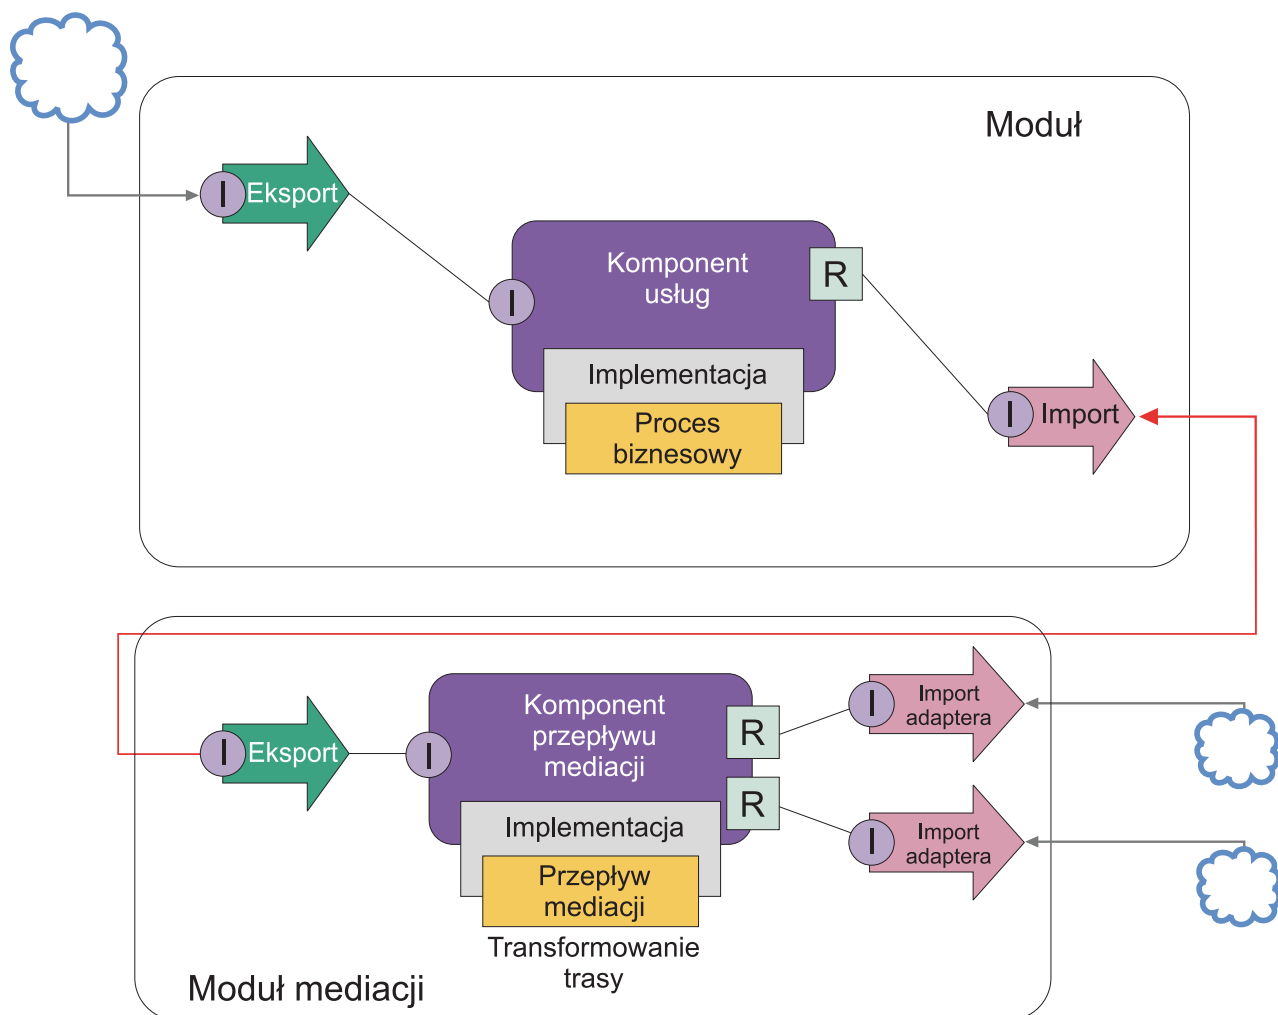 Moduł
I
Eksport
Komponent
usług
R
I
Implementacja
Proces
biznesowy
I
Import
I
Eksport
I
Komponent
przepływu
mediacji
R
R
Implementacja
Przepływ
mediacji
Transformowanie
trasy
I
Import
adaptera
I
Import
adaptera
Moduł mediacji